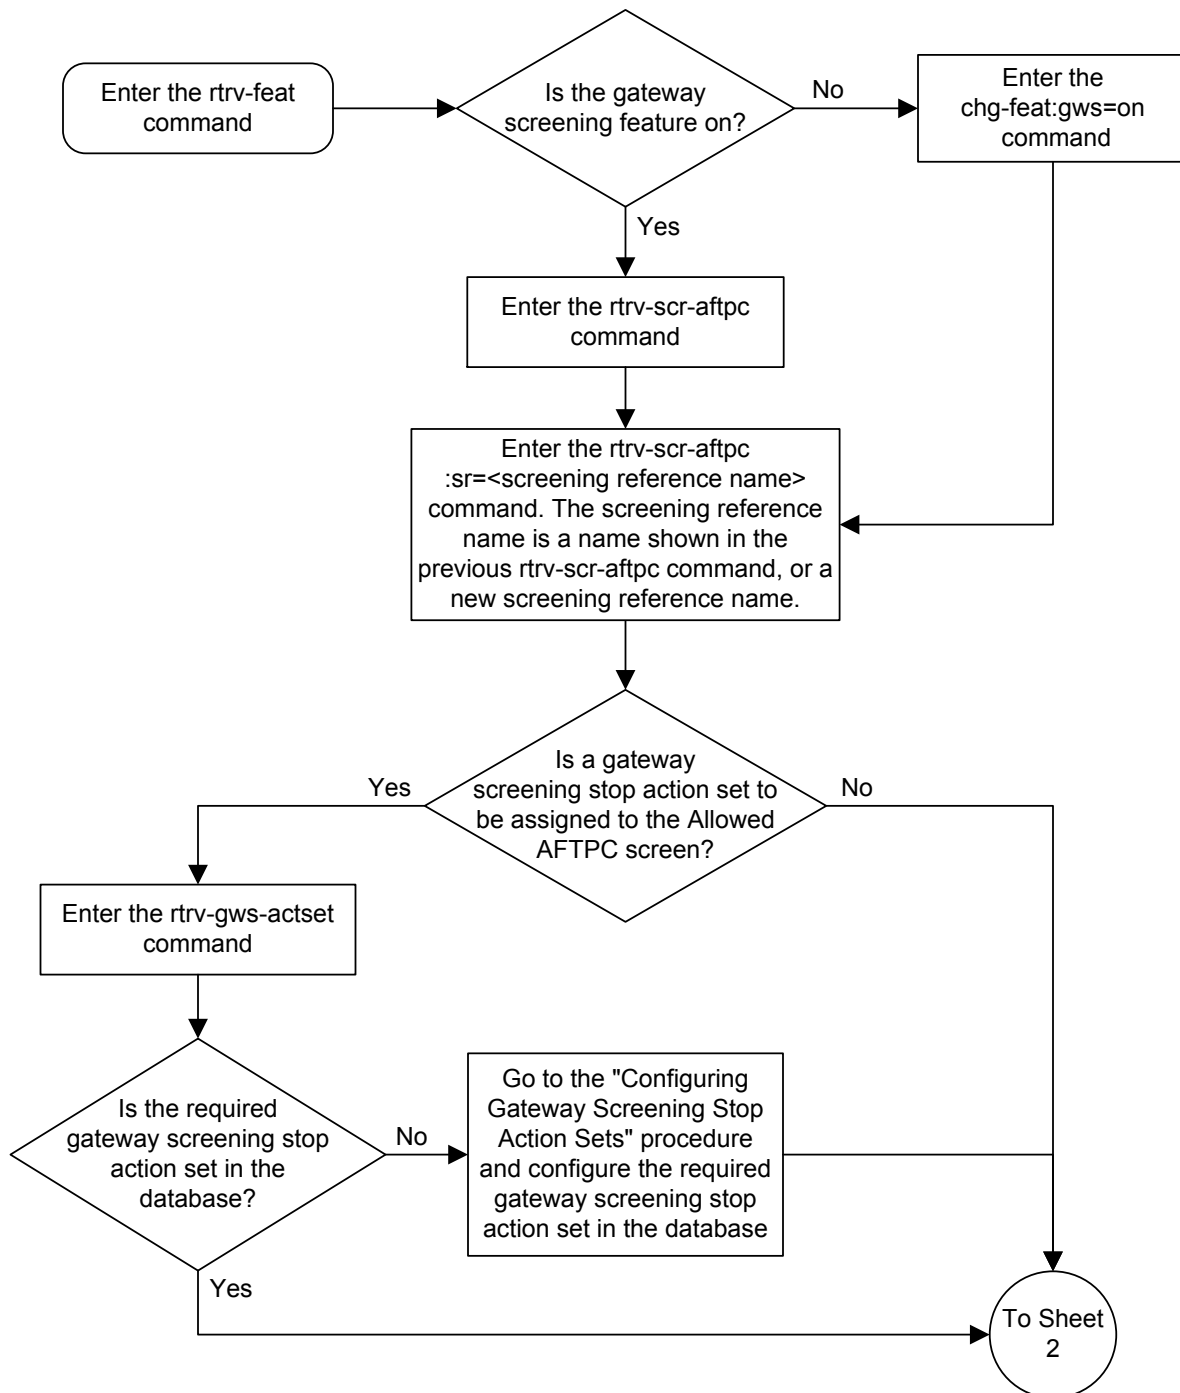 Enter the rtrv-feat
command
Is the gateway
screening feature on?
No
Enter the
chg-feat:gws=on
command
Yes
Enter the rtrv-scr-aftpc
command
Enter the rtrv-scr-aftpc
:sr=<screening reference name>
command. The screening reference
name is a name shown in the
previous rtrv-scr-aftpc command, or a
new screening reference name.
Is a gateway
screening stop action set to
be assigned to the Allowed
AFTPC screen?
Yes
No
Enter the rtrv-gws-actset
command
Is the required
gateway screening stop
action set in the
database?
No
Go to the "Configuring
Gateway Screening Stop
Action Sets" procedure
and configure the required
gateway screening stop
action set in the database
Yes
To Sheet
2